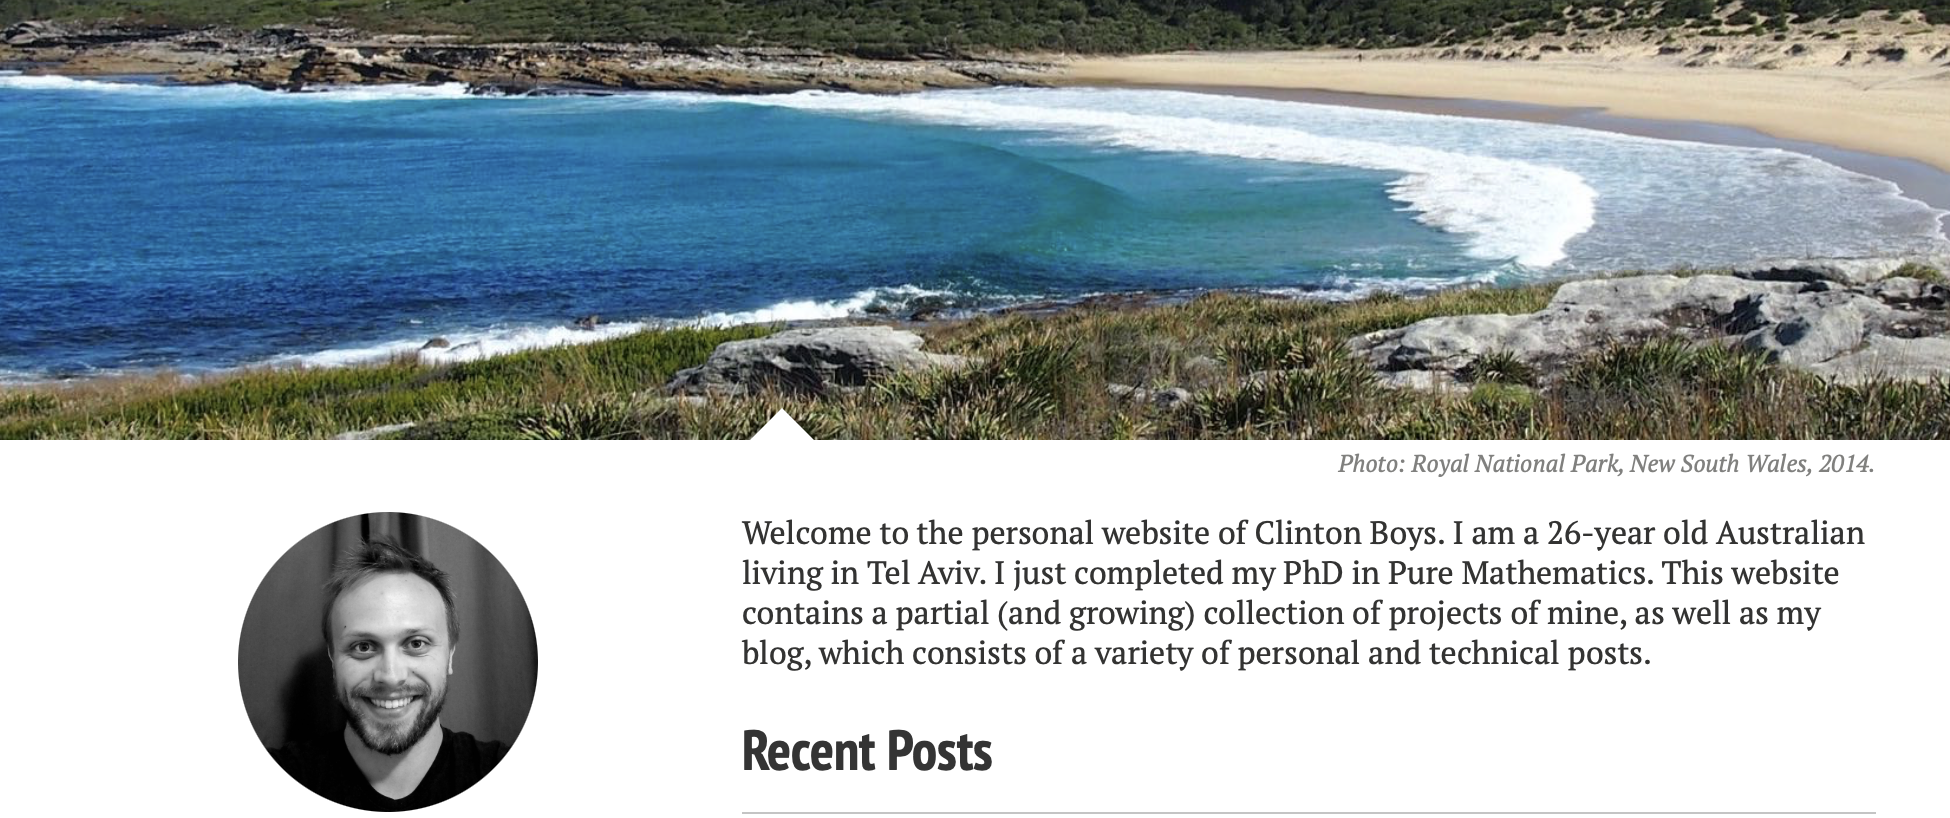 Photo: Royal National Park, New South Wales, 2014.
Welcome to the personal website of Clinton Boys. I am a 26-year old Australian
living in Tel Aviv. I just completed my PhD in Pure Mathematics. This website
contains a partial (and growing) collection of projects of mine, as well as my
blog, which consists of a variety of personal and technical posts.
Recent Posts